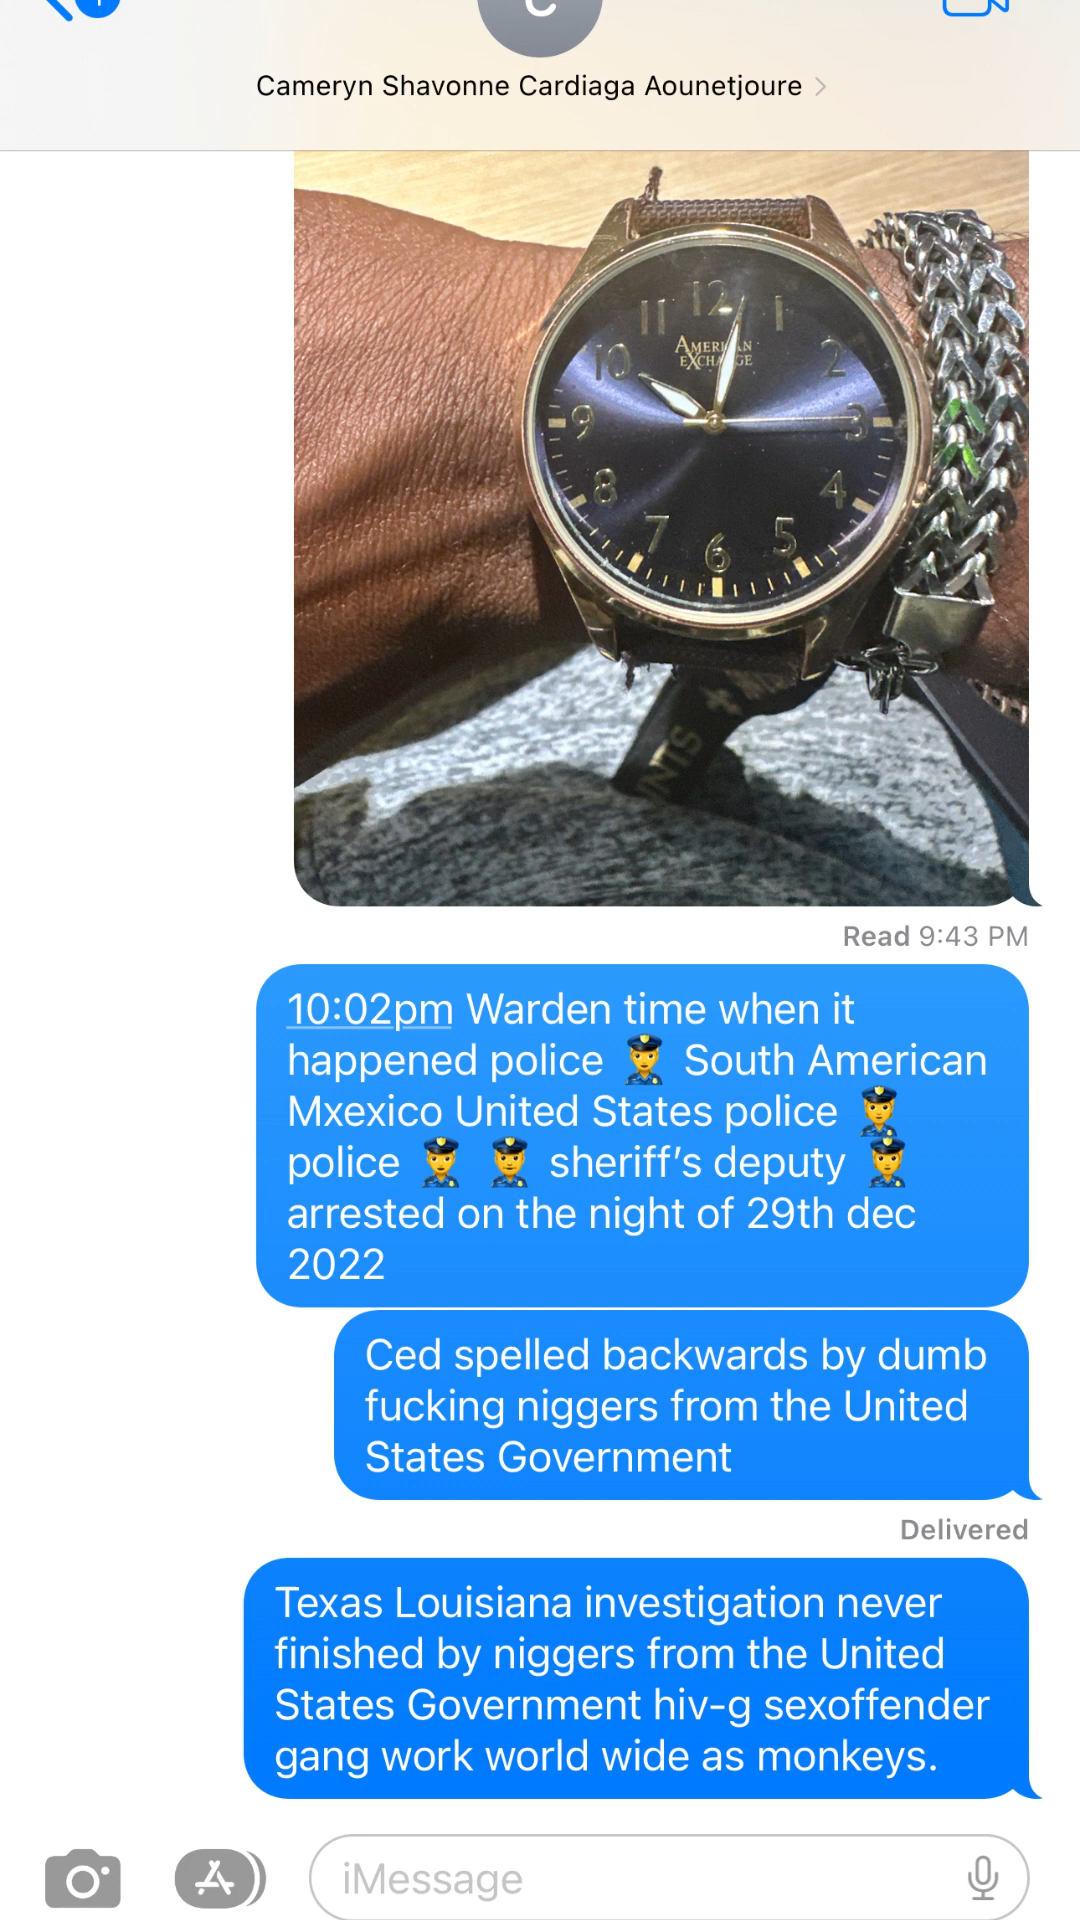 Cameryn Shavonne Cardiaga Aounetjoure
12
11
1
AMERICAN
EXCHANGE
10
2
9
3
8
4
7
5
6
Read 9:43 PM
10:02pm Warden time when it
happened police 👮 South American
Mxexico United States police 👮
police 👮 👮 sheriff’s deputy 👮
arrested on the night of 29th dec
2022
Ced spelled backwards by dumb
fucking niggers from the United
States Government
Delivered
Texas Louisiana investigation never
finished by niggers from the United
States Government hiv-g sexoffender
gang work world wide as monkeys.
iMessage